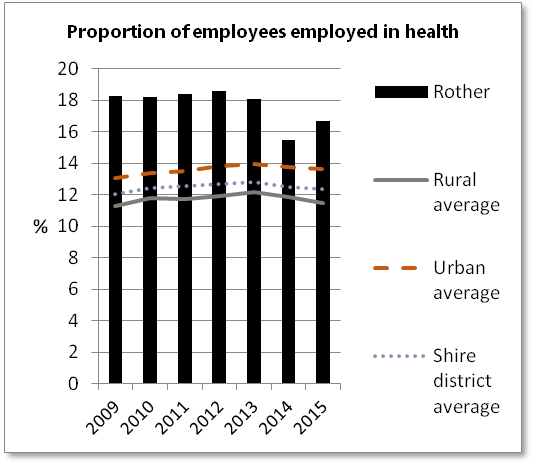 Proportion of employees employed in health
20
18
16
14
12
10
8
6
4
2
0
%
2009
2010
2011
2012
2013
2014
2015
Rother
Rural
average
Urban
average
Shire
district
average